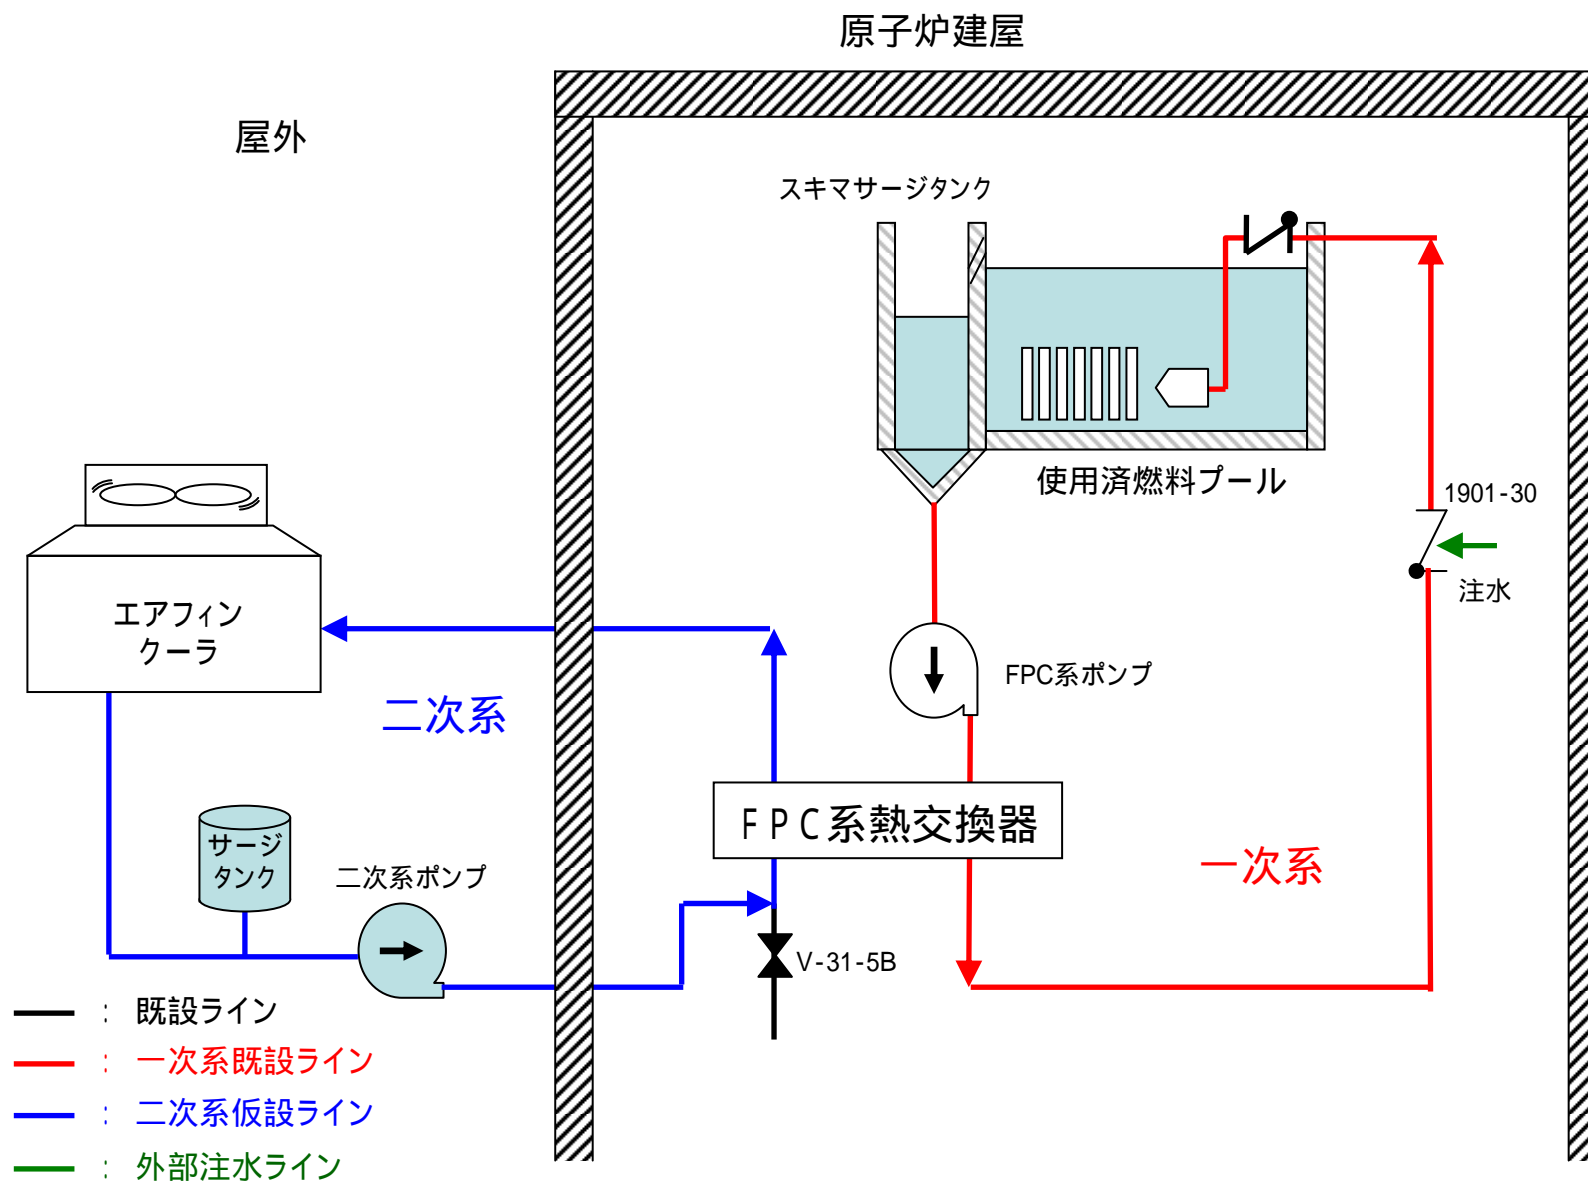 原子炉建屋
屋外
スキマサージタンク
使用済燃料プール
1901-30
注水
エアフィン
クーラ
FPC系ポンプ
二次系
FPC系熱交換器
サージ
タンク
二次系ポンプ
一次系
V-31-5B
: 既設ライン
: 一次系既設ライン
: 二次系仮設ライン
: 外部注水ライン